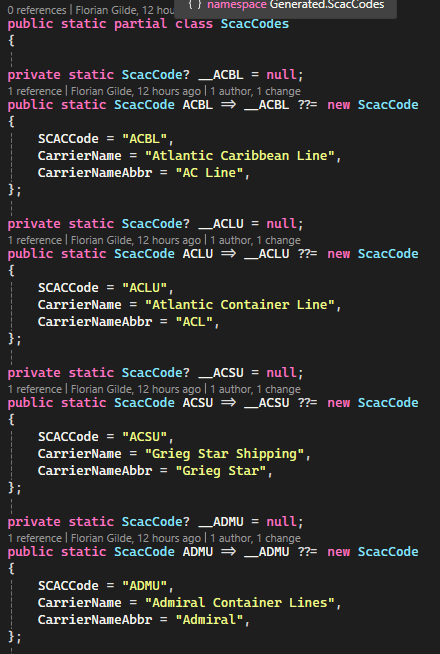 { } namespace Generated.ScacCodes
0 references | Florian Gilde, 12 hou
public static partial class ScacCodes
{
private static ScacCode? __ACBL = null;
1 reference | Florian Gilde, 12 hours ago | 1 author, 1 change
public static ScacCode ACBL => __ACBL ??= new ScacCode
{
SCACCode = "ACBL",
CarrierName = "Atlantic Caribbean Line",
CarrierNameAbbr = "AC Line",
};
private static ScacCode? __ACLU = null;
1 reference | Florian Gilde, 12 hours ago | 1 author, 1 change
public static ScacCode ACLU => __ACLU ??= new ScacCode
{
SCACCode = "ACLU",
CarrierName = "Atlantic Container Line",
CarrierNameAbbr = "ACL",
};
private static ScacCode? __ACSU = null;
1 reference | Florian Gilde, 12 hours ago | 1 author, 1 change
public static ScacCode ACSU => __ACSU ??= new ScacCode
{
SCACCode = "ACSU",
CarrierName = "Grieg Star Shipping",
CarrierNameAbbr = "Grieg Star",
};
private static ScacCode? __ADMU = null;
1 reference | Florian Gilde, 12 hours ago | 1 author, 1 change
public static ScacCode ADMU => __ADMU ??= new ScacCode
{
SCACCode = "ADMU",
CarrierName = "Admiral Container Lines",
CarrierNameAbbr = "Admiral",
};